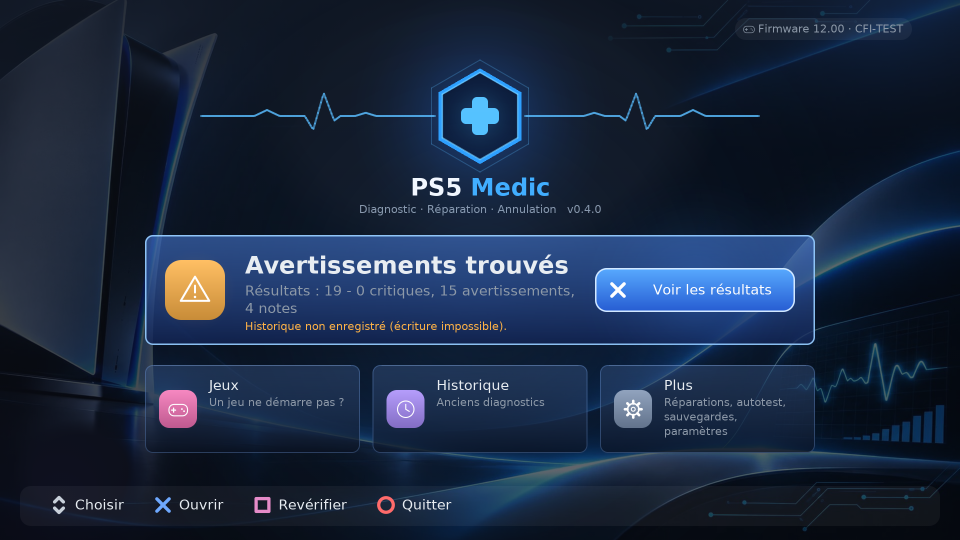 Firmware 12.00 · CFI-TEST
PS5 Medic
Diagnostic · Réparation · Annulation v0.4.0
Avertissements trouvés
Résultats : 19 - 0 critiques, 15 avertissements,
4 notes
Historique non enregistré (écriture impossible).
Voir les résultats
Jeux
Un jeu ne démarre pas ?
Historique
Anciens diagnostics
Plus
Réparations, autotest,
sauvegardes,
paramètres
Choisir Ouvrir Revérifier Quitter